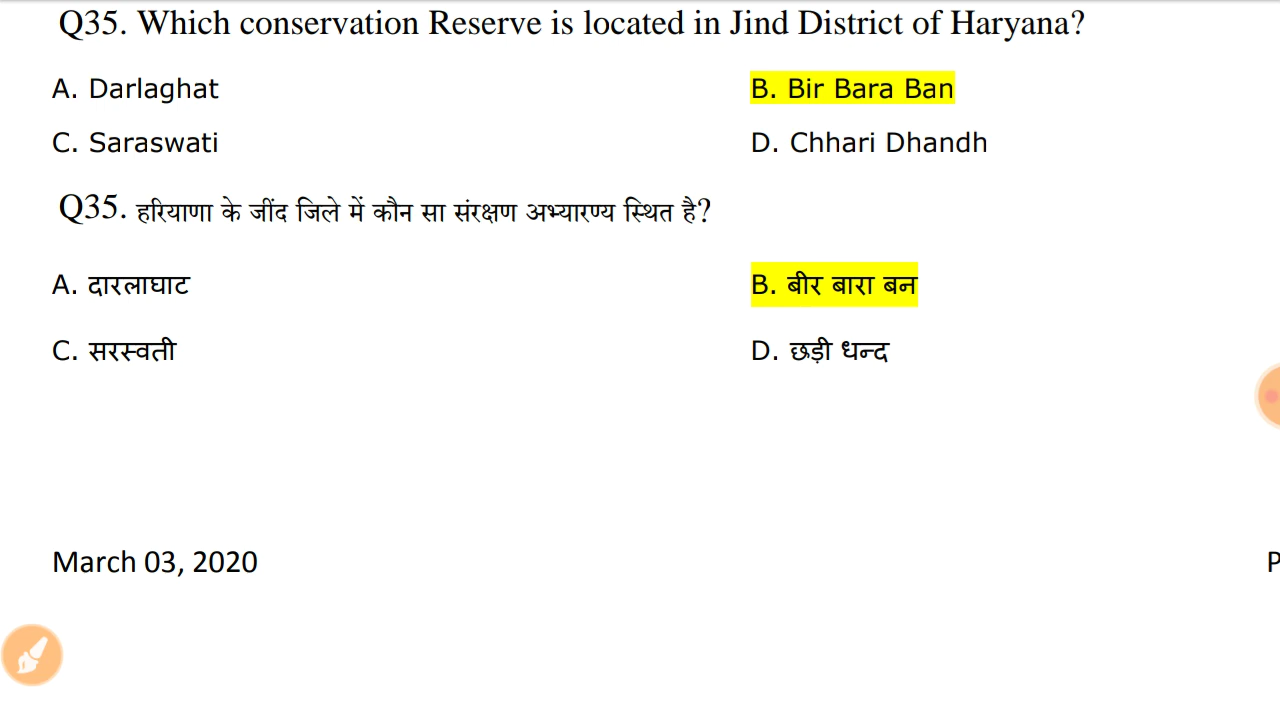 Q35. Which conservation Reserve is located in Jind District of Haryana?
A. Darlaghat B. Bir Bara Ban
C. Saraswati D. Chhari Dhandh
Q35. हरियाणा के जींद जिले में कौन सा संरक्षण अभ्यारण्य स्थित है?
A. दारलाघाट B. बीर बारा बन
C. सरस्वती D. छड़ी धन्द
March 03, 2020 P